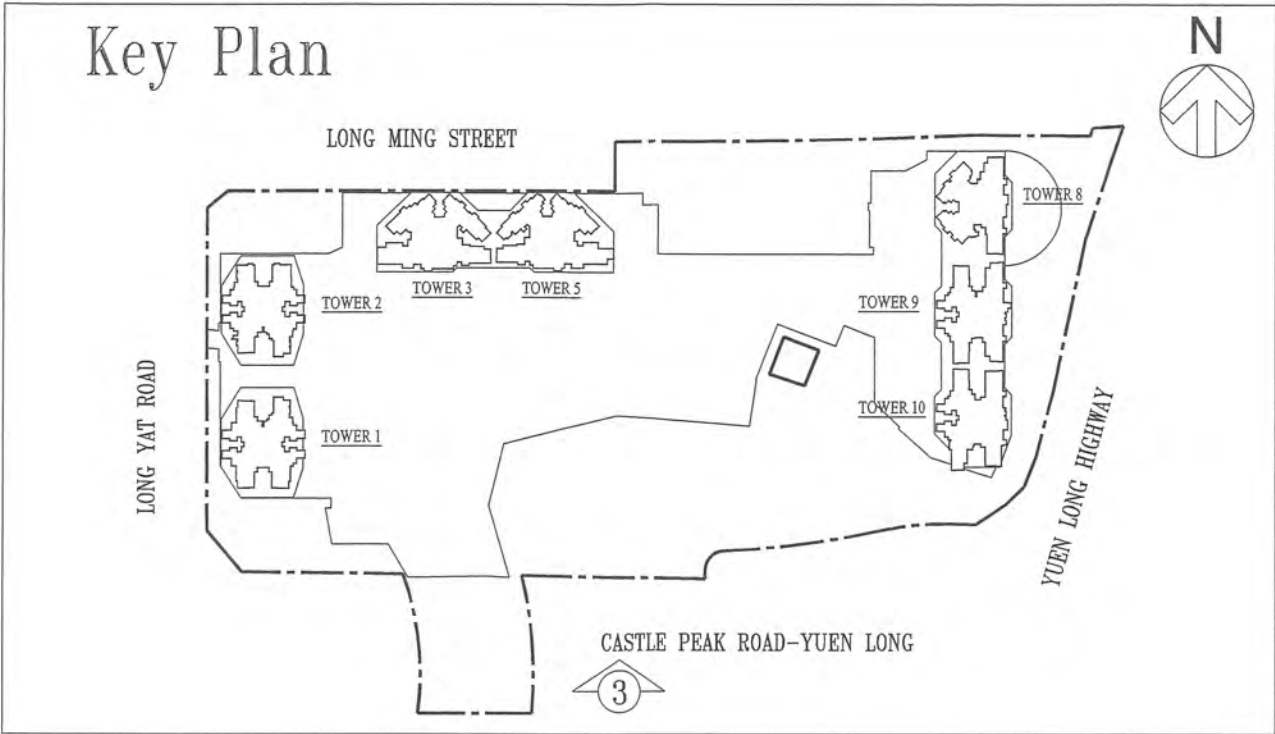 Key Plan
N
LONG MING STREET
TOWER 8
TOWER 3
TOWER 5
TOWER 2
TOWER 9
TOWER 10
TOWER 1
LONG YAT ROAD
YUEN LONG HIGHWAY
CASTLE PEAK ROAD-YUEN LONG
3